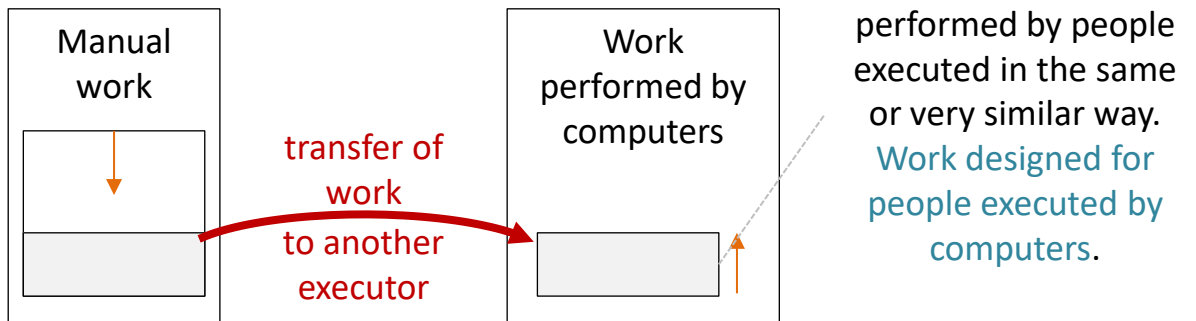 Manual
work
transfer of
work
to another
executor
Work
performed by
computers
performed by people
executed in the same
or very similar way.
Work designed for
people executed by
computers.